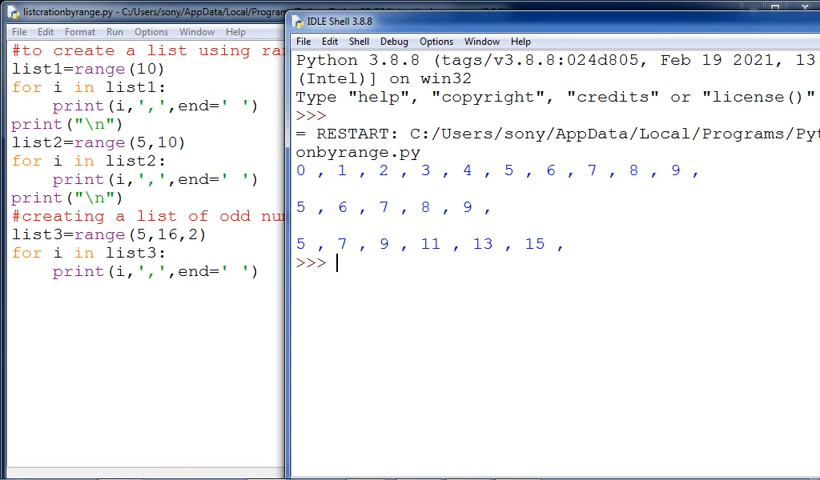 listcrationbyrange.py - C:/Users/sony/AppData/Local/Progran
File Edit Format Run Options Window Help
#to create a list using ran
list1=range(10)
for i in list1:
    print(i,',',end=' ')
print("\n")
list2=range(5,10)
for i in list2:
    print(i,',',end=' ')
print("\n")
#creating a list of odd num
list3=range(5,16,2)
for i in list3:
    print(i,',',end=' ')
IDLE Shell 3.8.8
File Edit Shell Debug Options Window Help
Python 3.8.8 (tags/v3.8.8:024d805, Feb 19 2021, 13
(Intel)] on win32
Type "help", "copyright", "credits" or "license()"
>>>
= RESTART: C:/Users/sony/AppData/Local/Programs/Pyt
onbyrange.py
0 , 1 , 2 , 3 , 4 , 5 , 6 , 7 , 8 , 9 ,
5 , 6 , 7 , 8 , 9 ,
5 , 7 , 9 , 11 , 13 , 15 ,
>>>